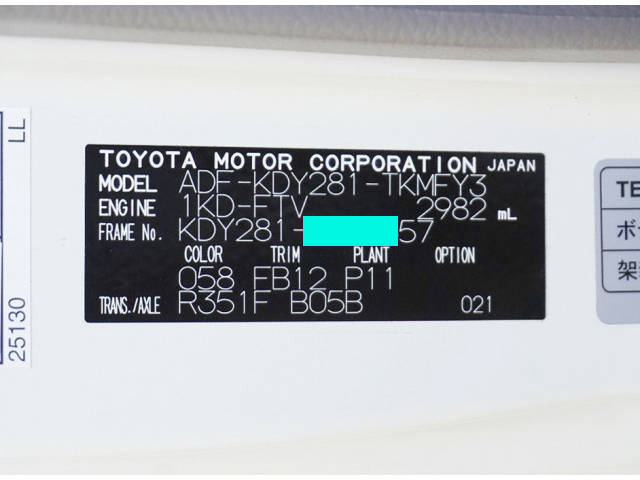 TOYOTA MOTOR CORPORATION JAPAN
MODEL ADF-KDY281-TKMFY3
ENGINE 1KD-FTV 2982 mL
FRAME No. KDY281- 57
COLOR TRIM PLANT OPTION
058 FB12 P11
TRANS./AXLE R351F B05B 021
25130 LL
TE
ボ
架